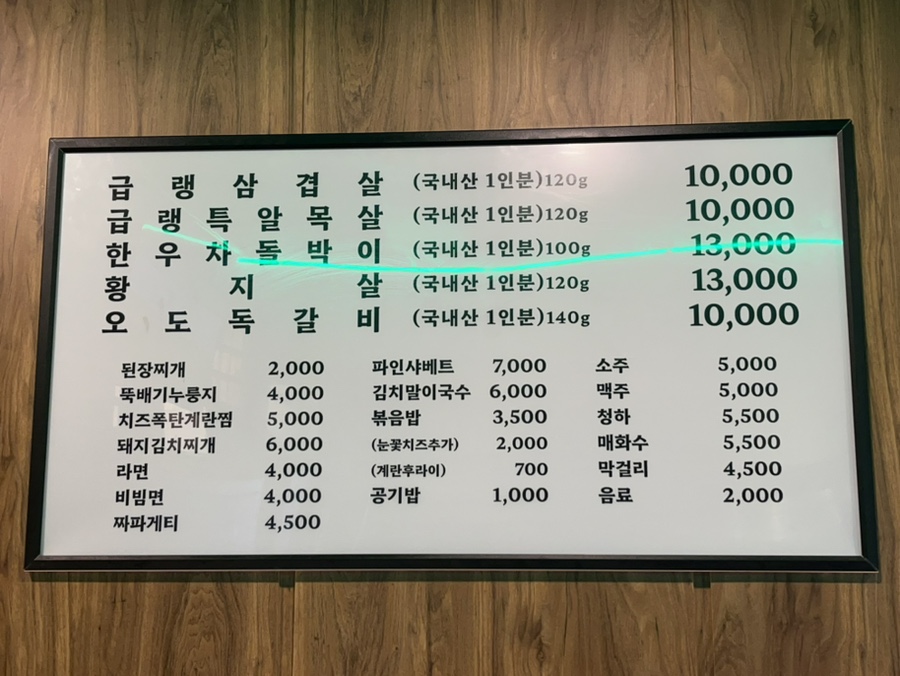 급랭삼겹살 (국내산 1인분)120g 10,000
급랭특알목살 (국내산 1인분)120g 10,000
한우차돌박이 (국내산 1인분)100g 13,000
황지살 (국내산 1인분)120g 13,000
오도독갈비 (국내산 1인분)140g 10,000
된장찌개 2,000
뚝배기누룽지 4,000
치즈폭탄계란찜 5,000
돼지김치찌개 6,000
라면 4,000
비빔면 4,000
짜파게티 4,500
파인샤베트 7,000
김치말이국수 6,000
볶음밥 3,500
(눈꽃치즈추가) 2,000
(계란후라이) 700
공기밥 1,000
소주 5,000
맥주 5,000
청하 5,500
매화수 5,500
막걸리 4,500
음료 2,000